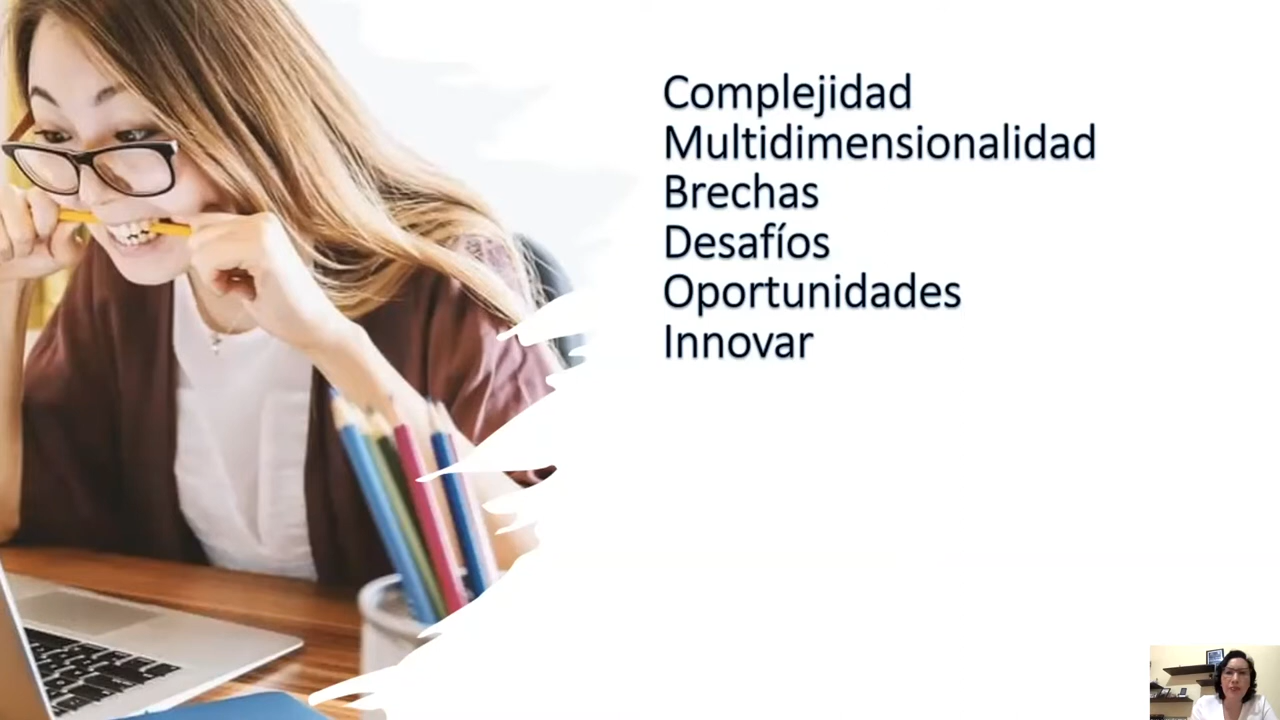 Complejidad
Multidimensionalidad
Brechas
Desafíos
Oportunidades
Innovar